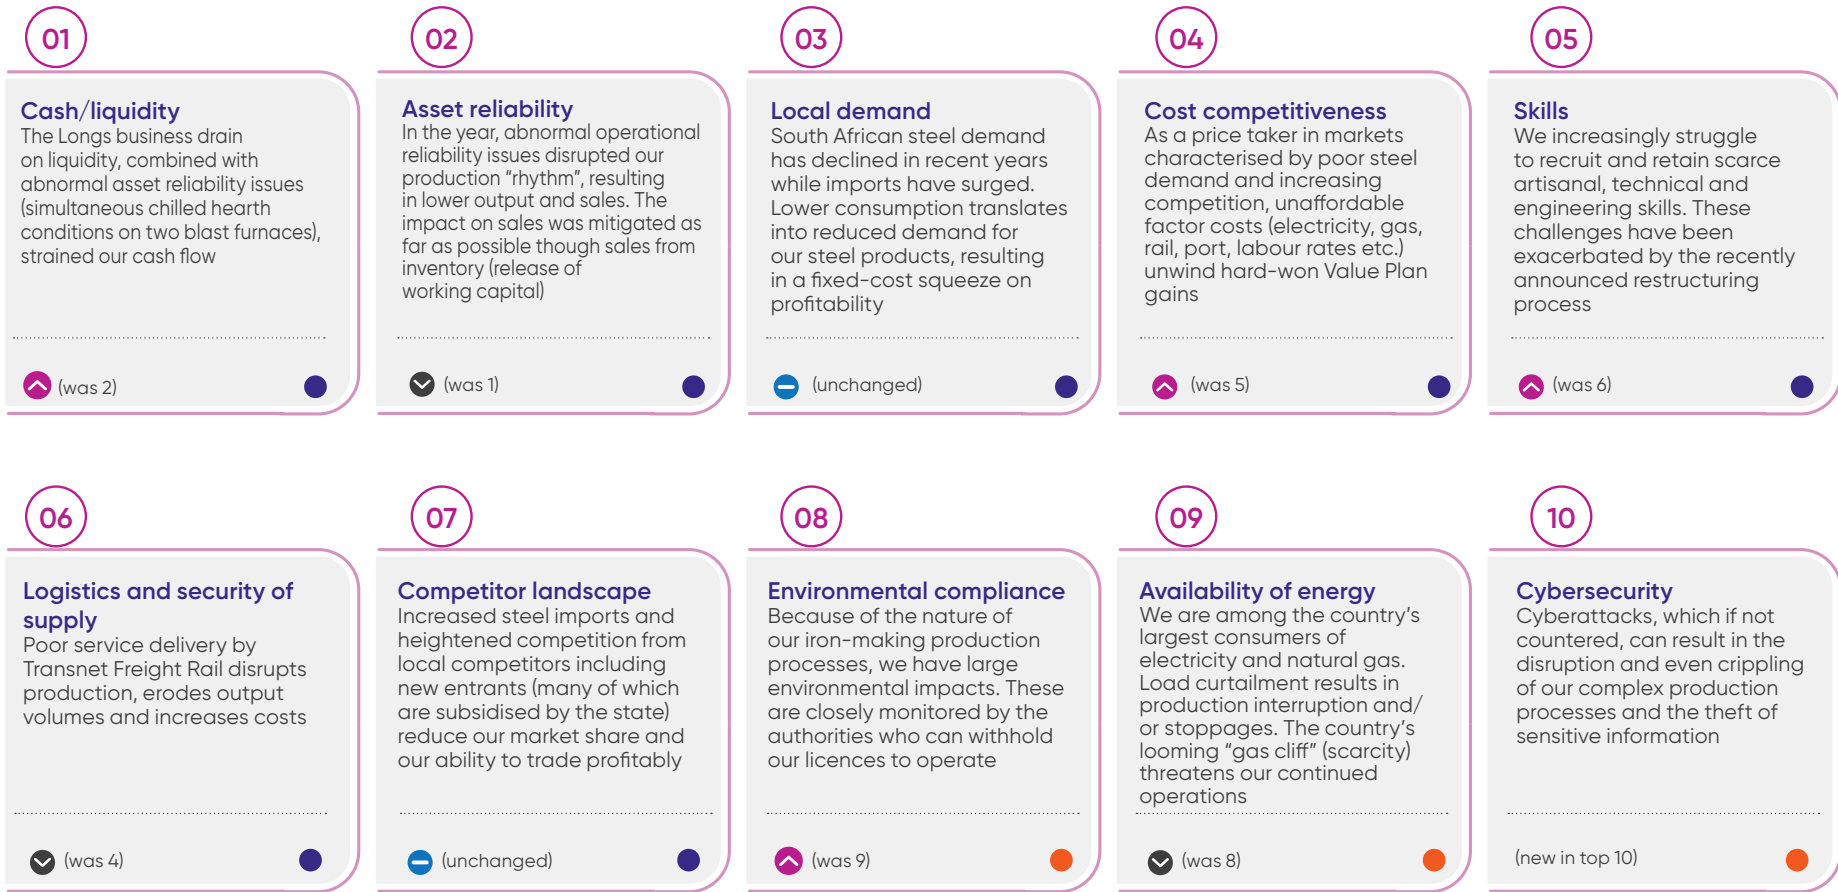 01
Cash/liquidity
The Longs business drain
on liquidity, combined with
abnormal asset reliability issues
(simultaneous chilled hearth
conditions on two blast furnaces),
strained our cash flow
(was 2)
02
Asset reliability
In the year, abnormal operational
reliability issues disrupted our
production “rhythm”, resulting
in lower output and sales. The
impact on sales was mitigated as
far as possible though sales from
inventory (release of
working capital)
(was 1)
03
Local demand
South African steel demand
has declined in recent years
while imports have surged.
Lower consumption translates
into reduced demand for
our steel products, resulting
in a fixed-cost squeeze on
profitability
(unchanged)
04
Cost competitiveness
As a price taker in markets
characterised by poor steel
demand and increasing
competition, unaffordable
factor costs (electricity, gas,
rail, port, labour rates etc.)
unwind hard-won Value Plan
gains
(was 5)
05
Skills
We increasingly struggle
to recruit and retain scarce
artisanal, technical and
engineering skills. These
challenges have been
exacerbated by the recently
announced restructuring
process
(was 6)
06
Logistics and security of
supply
Poor service delivery by
Transnet Freight Rail disrupts
production, erodes output
volumes and increases costs
(was 4)
07
Competitor landscape
Increased steel imports and
heightened competition from
local competitors including
new entrants (many of which
are subsidised by the state)
reduce our market share and
our ability to trade profitably
(unchanged)
08
Environmental compliance
Because of the nature of
our iron-making production
processes, we have large
environmental impacts. These
are closely monitored by the
authorities who can withhold
our licences to operate
(was 9)
09
Availability of energy
We are among the country’s
largest consumers of
electricity and natural gas.
Load curtailment results in
production interruption and/
or stoppages. The country’s
looming “gas cliff” (scarcity)
threatens our continued
operations
(was 8)
10
Cybersecurity
Cyberattacks, which if not
countered, can result in the
disruption and even crippling
of our complex production
processes and the theft of
sensitive information
(new in top 10)